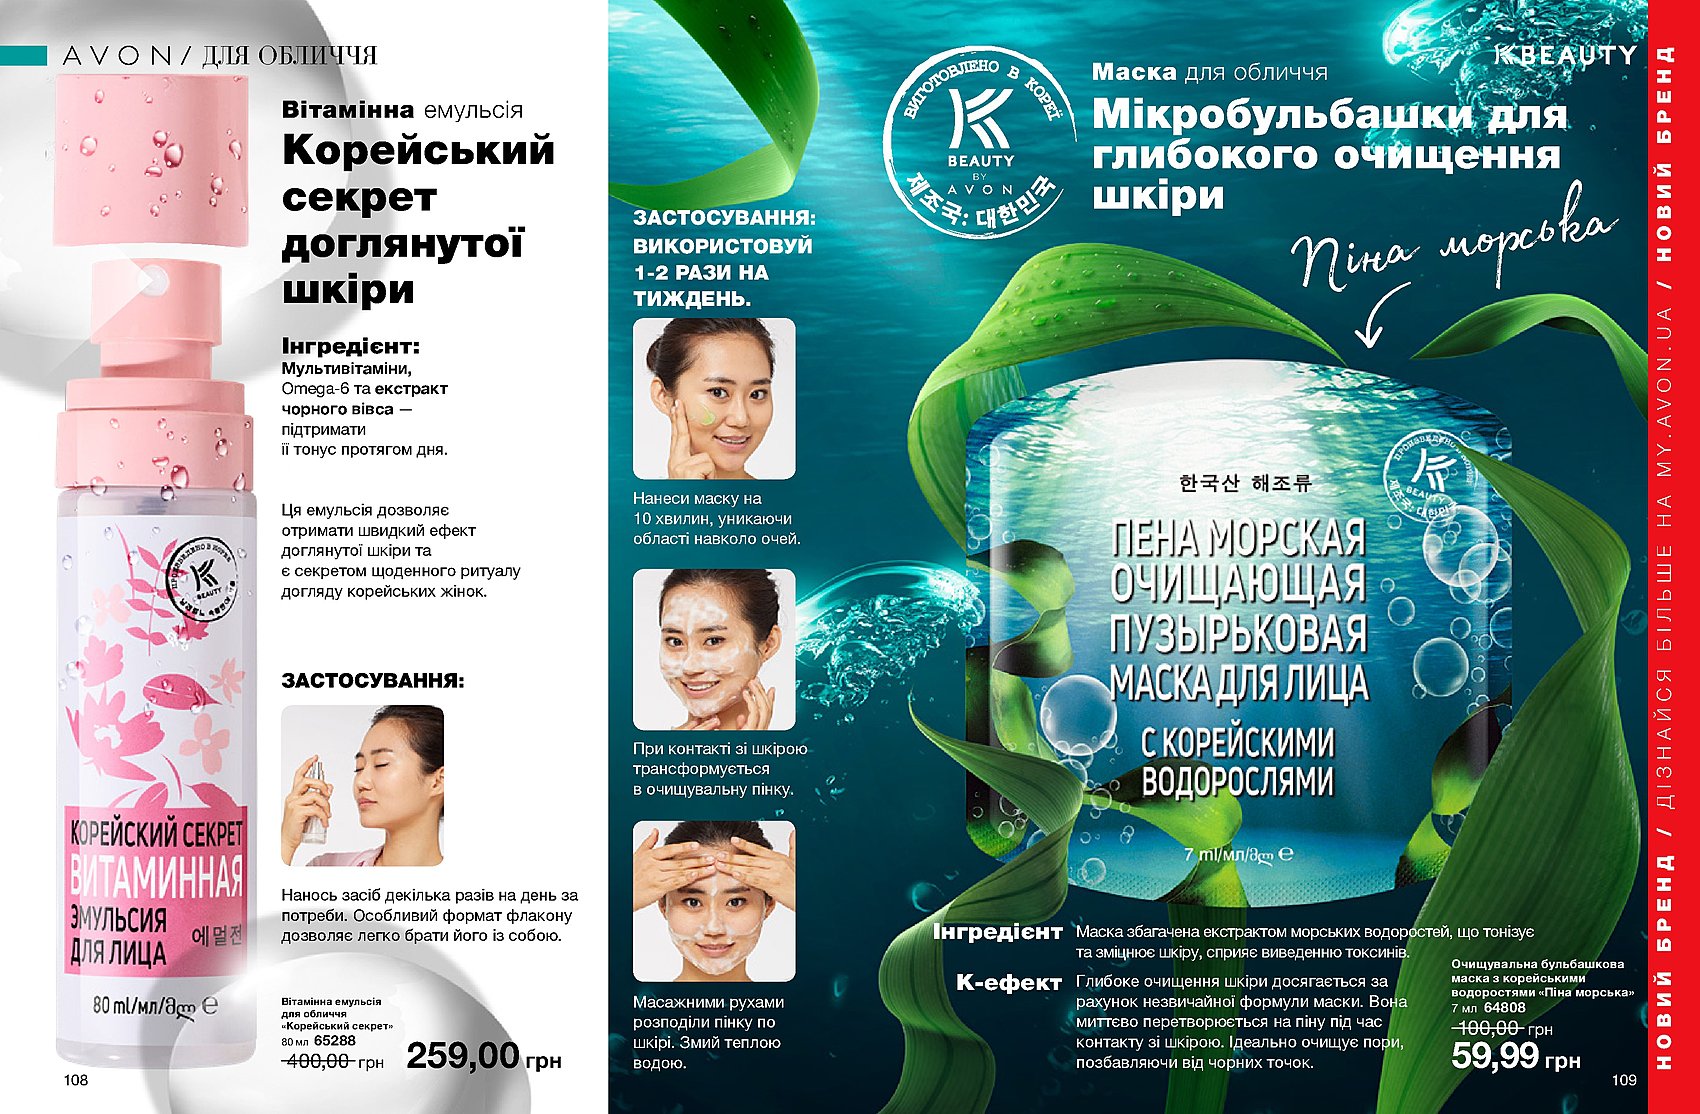 AVON / ДЛЯ ОБЛИЧЧЯ
Вітамінна емульсія
Корейський
секрет
доглянутої
шкіри
Інгредієнт:
Мультивітаміни,
Omega-6 та екстракт
чорного вівса —
підтримати
її тонус протягом дня.
Ця емульсія дозволяє
отримати швидкий ефект
доглянутої шкіри та
є секретом щоденного ритуалу
догляду корейських жінок.
ЗАСТОСУВАННЯ:
Нанось засіб декілька разів на день за
потреби. Особливий формат флакону
дозволяє легко брати його із собою.
Вітамінна емульсія
для обличчя
«Корейський секрет»
80 мл 65288
400,00 грн
259,00 грн
108
K
BEAUTY
КОРЕЙСКИЙ СЕКРЕТ
ВИТАМИННАЯ
ЭМУЛЬСИЯ
ДЛЯ ЛИЦА
에멀전
80 ml/мл/მლ ℮
ВИГОТОВЛЕНО В КОРЕЇ
K
BEAUTY
BY
AVON
제조국: 대한민국
Маска для обличчя
Мікробульбашки для
глибокого очищення
шкіри
K-BEAUTY
Піна морська
ЗАСТОСУВАННЯ:
ВИКОРИСТОВУЙ
1-2 РАЗИ НА
ТИЖДЕНЬ.
Нанеси маску на
10 хвилин, уникаючи
області навколо очей.
При контакті зі шкірою
трансформується
в очищувальну пінку.
Масажними рухами
розподіли пінку по
шкірі. Змий теплою
водою.
한국산 해조류
ПЕНА МОРСКАЯ
ОЧИЩАЮЩАЯ
ПУЗЫРЬКОВАЯ
МАСКА ДЛЯ ЛИЦА
С КОРЕЙСКИМИ
ВОДОРОСЛЯМИ
7 ml/мл/მლ ℮
K
BEAUTY
Інгредієнт
Маска збагачена екстрактом морських водоростей, що тонізує
та зміцнює шкіру, сприяє виведенню токсинів.
К-ефект
Глибоке очищення шкіри досягається за
рахунок незвичайної формули маски. Вона
миттєво перетворюється на піну під час
контакту зі шкірою. Ідеально очищує пори,
позбавляючи від чорних точок.
Очищувальна бульбашкова
маска з корейськими
водоростями «Піна морська»
7 мл 64808
100,00 грн
59,99 грн
109
НОВИЙ БРЕНД / ДІЗНАЙСЯ БІЛЬШЕ НА MY.AVON.UA / НОВИЙ БРЕНД